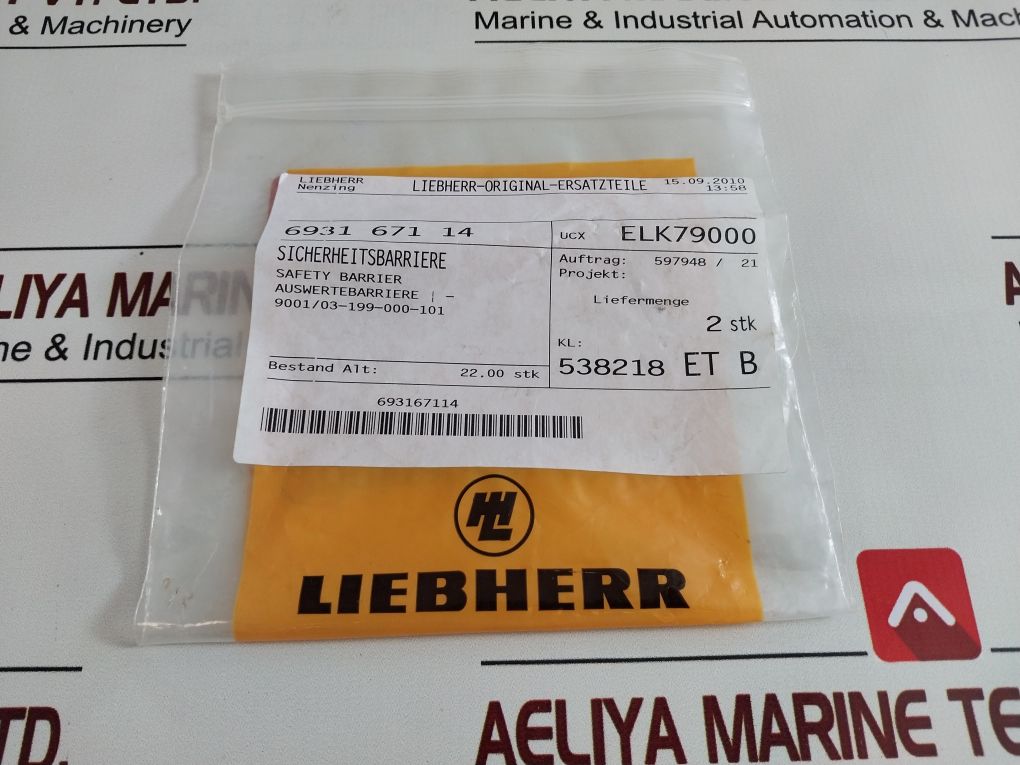 & Machinery
Marine & Industrial Automation & Mach
LIEBHERR
Nenzing
LIEBHERR-ORIGINAL-ERSATZTEILE
15.09.2010
13:58
6931 671 14
UCX ELK79000
SICHERHEITSBARRIERE
SAFETY BARRIER
AUSWERTEBARRIERE ¦ -
9001/03-199-000-101
Auftrag: 597948 / 21
Projekt:
Liefermenge
2 stk
KL:
538218 ET B
Bestand Alt: 22.00 stk
693167114
LIYA MARIN
ne & Industrial
LIEBHERR
TD.
AELIYA MARINE TE